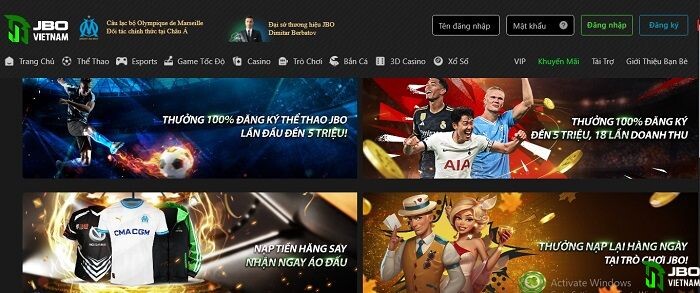 JBO
VIETNAM
Câu lạc bộ Olympique de Marseille
Đối tác chính thức tại Châu Á
Đại sứ thương hiệu JBO
Dimitar Berbatov
Tên đăng nhập
Mật khẩu
?
Đăng nhập
Đăng ký
Trang Chủ
Thể Thao
Esports
Game Tốc Độ
Casino
Trò Chơi
Bắn Cá
3D Casino
Xổ Số
VIP
Khuyến Mãi
Tài Trợ
Giới Thiệu Bạn Bè
THƯỞNG 100% ĐĂNG KÝ THỂ THAO JBO
LẦN ĐẦU ĐẾN 5 TRIỆU!
AIA
THƯỞNG 100% ĐĂNG KÝ
ĐẾN 5 TRIỆU, 18 LẦN DOANH THU
CMA CGM
NẠP TIỀN HĂNG SAY
NHẬN NGAY ÁO ĐẤU
THƯỞNG NẠP LẠI HÀNG NGÀY
TẠI TRÒ CHƠI JBO!
Activate Windows
JBO
VIETNAM